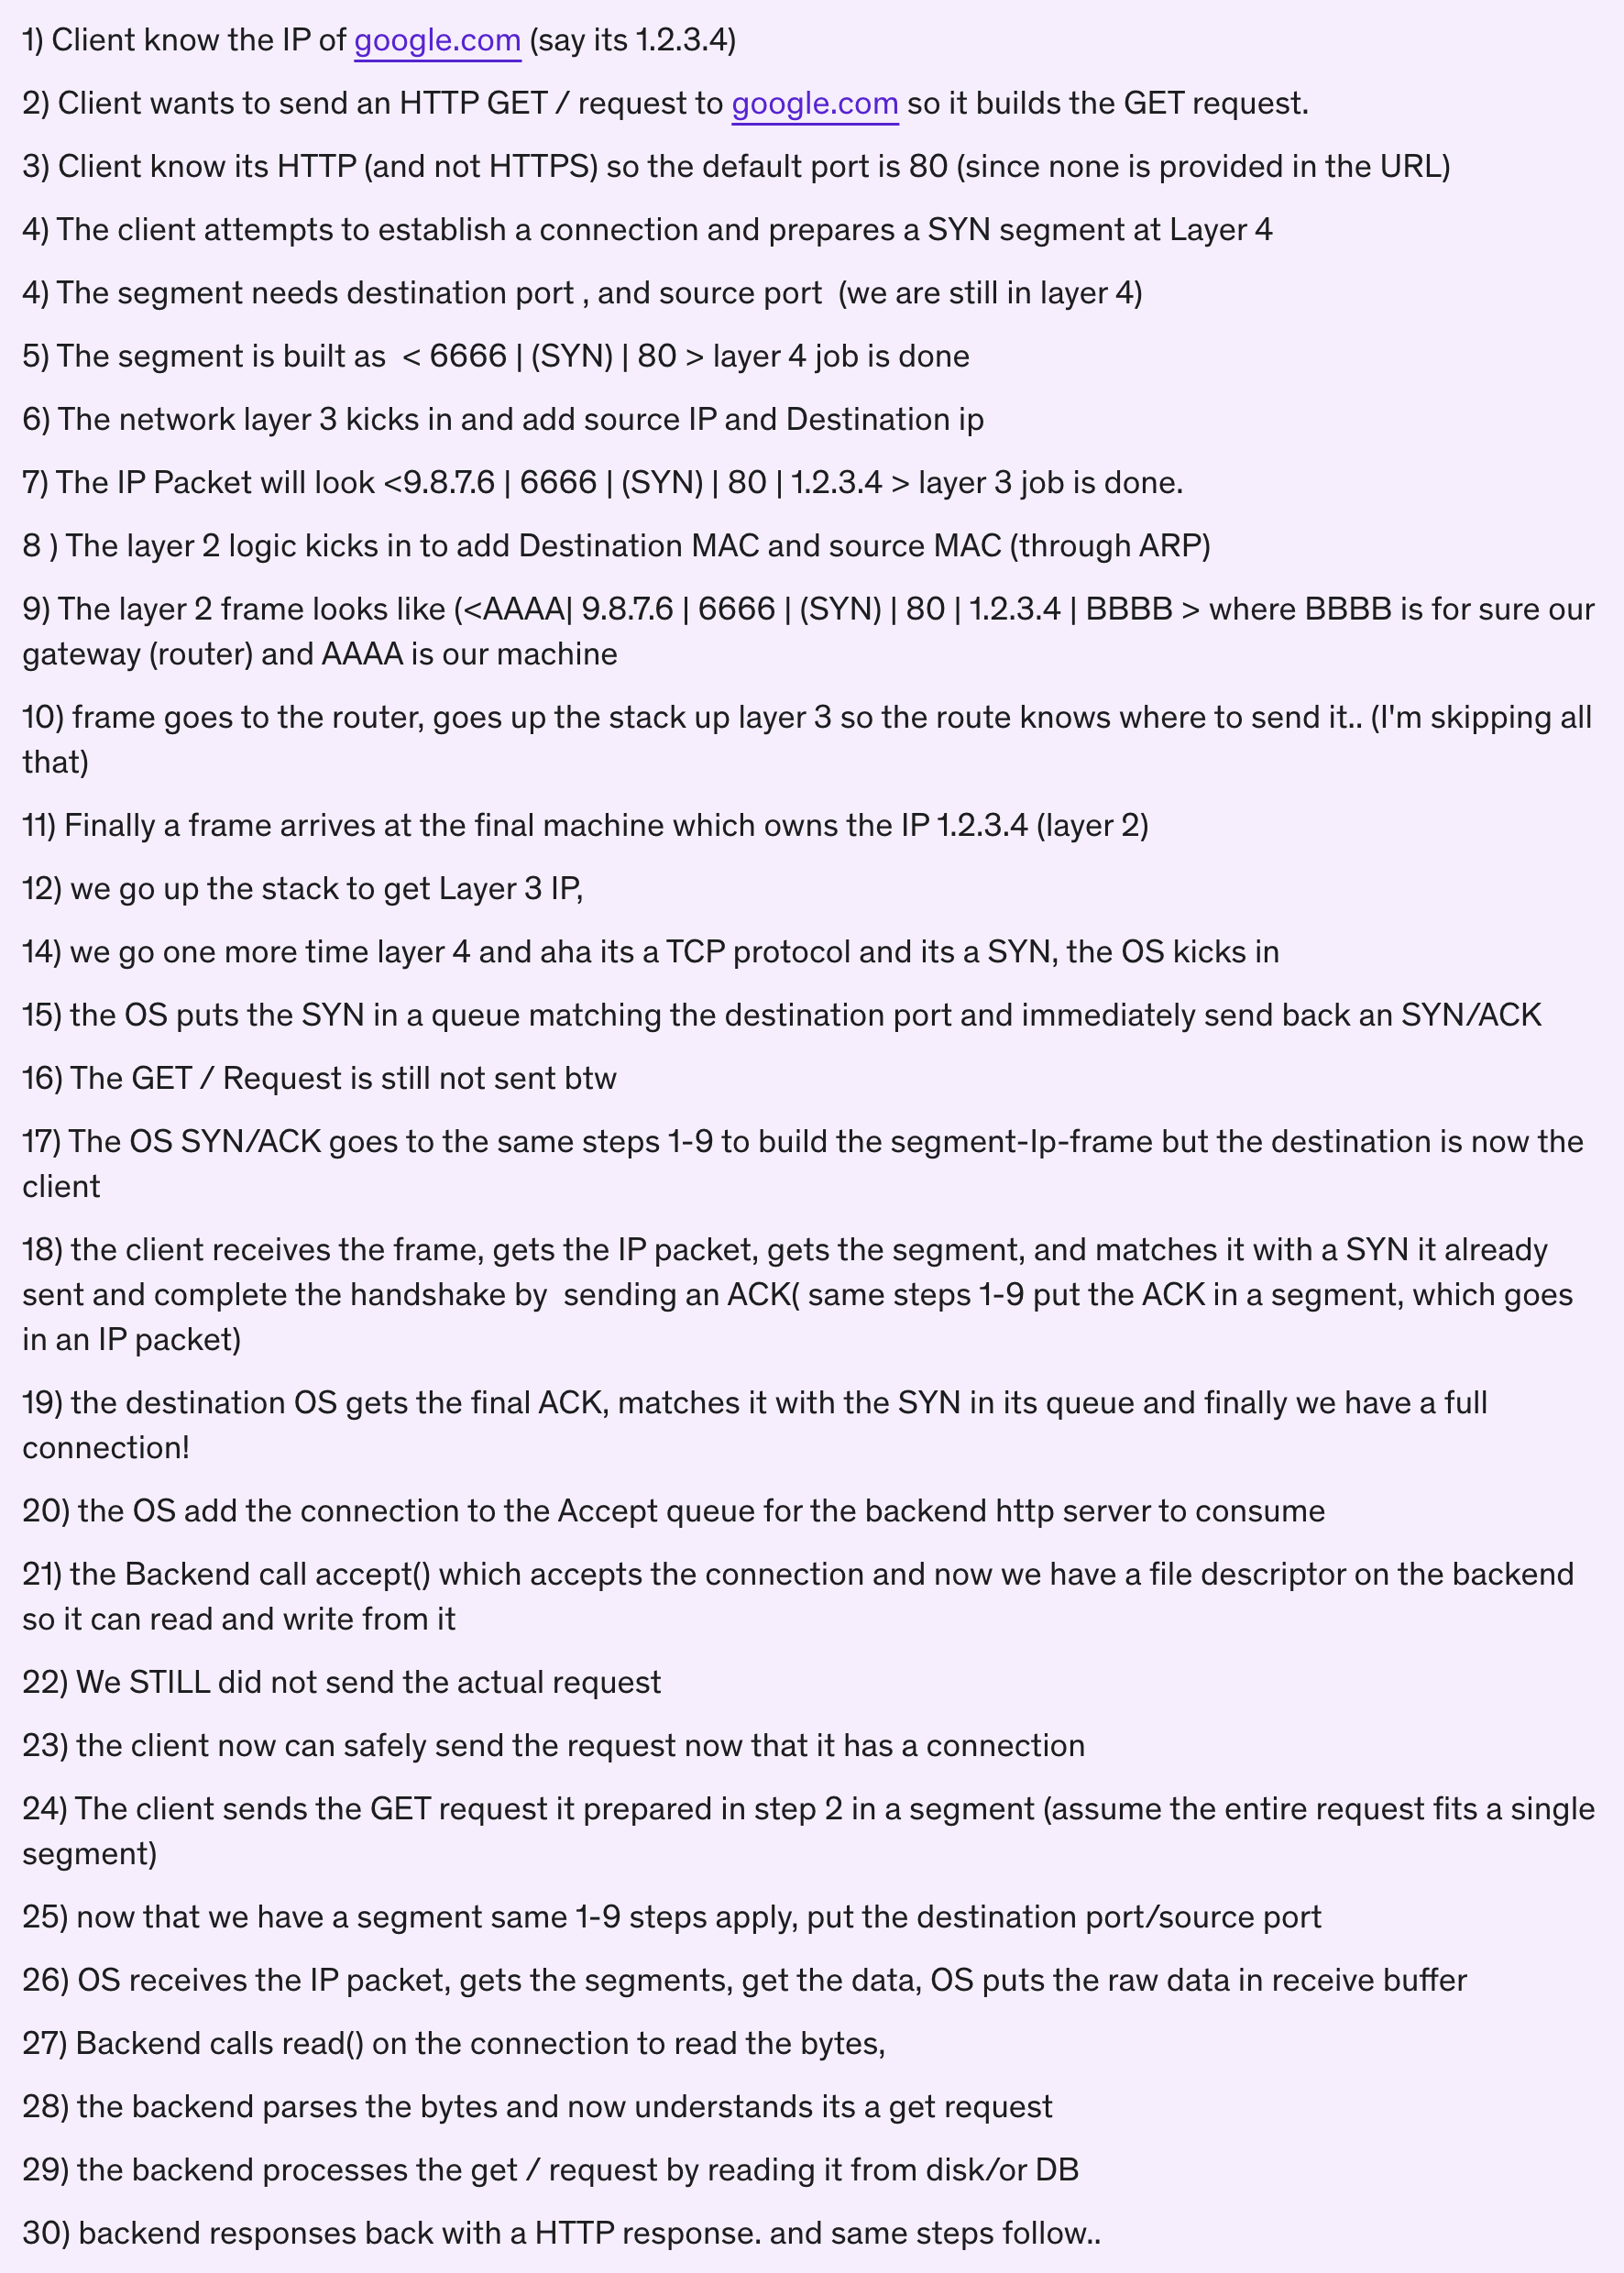 1) Client know the IP of google.com (say its 1.2.3.4)
2) Client wants to send an HTTP GET / request to google.com so it builds the GET request.
3) Client know its HTTP (and not HTTPS) so the default port is 80 (since none is provided in the URL)
4) The client attempts to establish a connection and prepares a SYN segment at Layer 4
4) The segment needs destination port , and source port  (we are still in layer 4)
5) The segment is built as  < 6666 | (SYN) | 80 > layer 4 job is done
6) The network layer 3 kicks in and add source IP and Destination ip
7) The IP Packet will look <9.8.7.6 | 6666 | (SYN) | 80 | 1.2.3.4 > layer 3 job is done.
8 ) The layer 2 logic kicks in to add Destination MAC and source MAC (through ARP)
9) The layer 2 frame looks like (<AAAA| 9.8.7.6 | 6666 | (SYN) | 80 | 1.2.3.4 | BBBB > where BBBB is for sure our
gateway (router) and AAAA is our machine
10) frame goes to the router, goes up the stack up layer 3 so the route knows where to send it.. (I'm skipping all
that)
11) Finally a frame arrives at the final machine which owns the IP 1.2.3.4 (layer 2)
12) we go up the stack to get Layer 3 IP,
14) we go one more time layer 4 and aha its a TCP protocol and its a SYN, the OS kicks in
15) the OS puts the SYN in a queue matching the destination port and immediately send back an SYN/ACK
16) The GET / Request is still not sent btw
17) The OS SYN/ACK goes to the same steps 1-9 to build the segment-Ip-frame but the destination is now the
client
18) the client receives the frame, gets the IP packet, gets the segment, and matches it with a SYN it already
sent and complete the handshake by  sending an ACK( same steps 1-9 put the ACK in a segment, which goes
in an IP packet)
19) the destination OS gets the final ACK, matches it with the SYN in its queue and finally we have a full
connection!
20) the OS add the connection to the Accept queue for the backend http server to consume
21) the Backend call accept() which accepts the connection and now we have a file descriptor on the backend
so it can read and write from it
22) We STILL did not send the actual request
23) the client now can safely send the request now that it has a connection
24) The client sends the GET request it prepared in step 2 in a segment (assume the entire request fits a single
segment)
25) now that we have a segment same 1-9 steps apply, put the destination port/source port
26) OS receives the IP packet, gets the segments, get the data, OS puts the raw data in receive buffer
27) Backend calls read() on the connection to read the bytes,
28) the backend parses the bytes and now understands its a get request
29) the backend processes the get / request by reading it from disk/or DB
30) backend responses back with a HTTP response. and same steps follow..